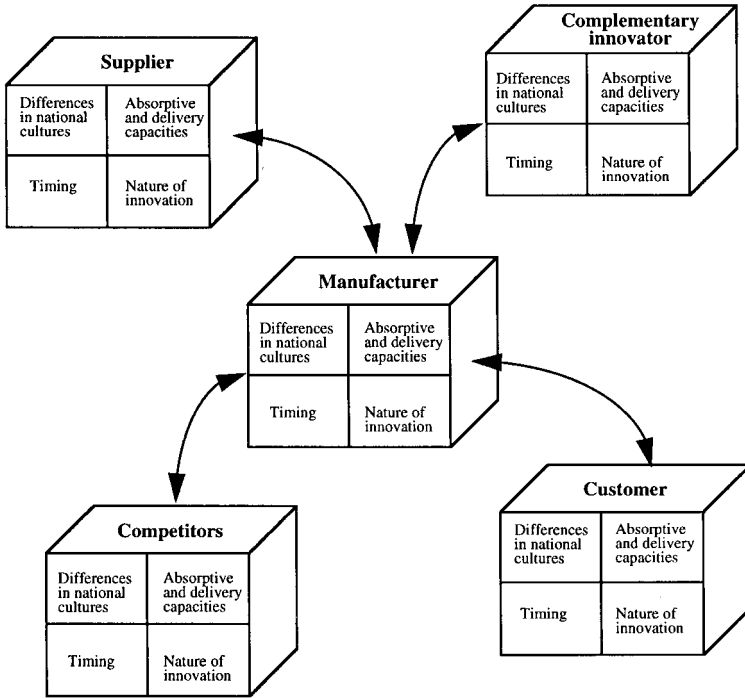 Supplier
Differences
in national
cultures
Absorptive
and delivery
capacities
Timing
Nature of
innovation
Complementary
innovator
Differences
in national
cultures
Absorptive
and delivery
capacities
Timing
Nature of
innovation
Manufacturer
Differences
in national
cultures
Absorptive
and delivery
capacities
Timing
Nature of
innovation
Competitors
Differences
in national
cultures
Absorptive
and delivery
capacities
Timing
Nature of
innovation
Customer
Differences
in national
cultures
Absorptive
and delivery
capacities
Timing
Nature of
innovation